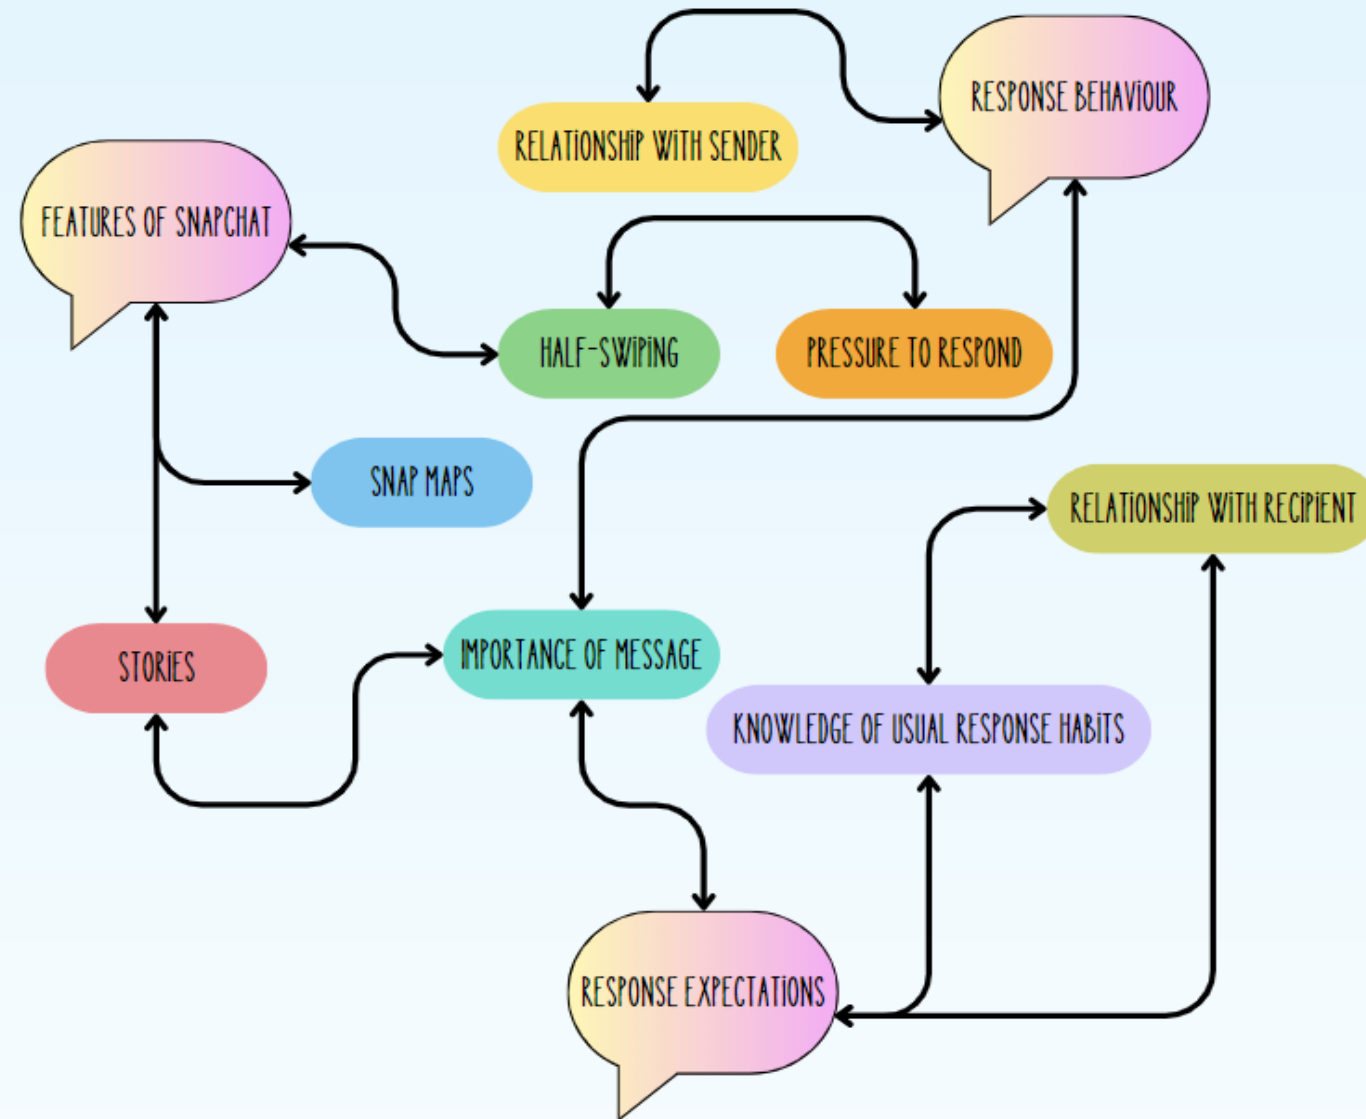 RESPONSE BEHAVIOUR
RELATIONSHIP WITH SENDER
FEATURES OF SNAPCHAT
HALF-SWIPING
PRESSURE TO RESPOND
SNAP MAPS
RELATIONSHIP WITH RECIPIENT
STORIES
IMPORTANCE OF MESSAGE
KNOWLEDGE OF USUAL RESPONSE HABITS
RESPONSE EXPECTATIONS